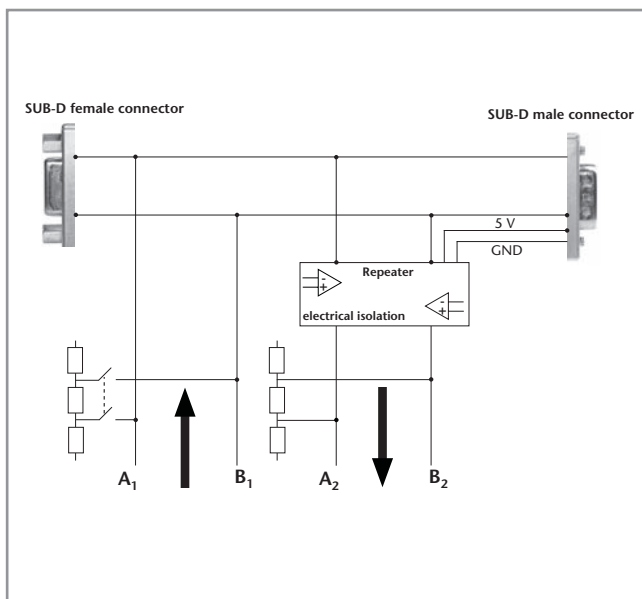 SUB-D female connector
SUB-D male connector
5 V
GND
Repeater
-
+
-
+
electrical isolation
A₁
B₁
A₂
B₂